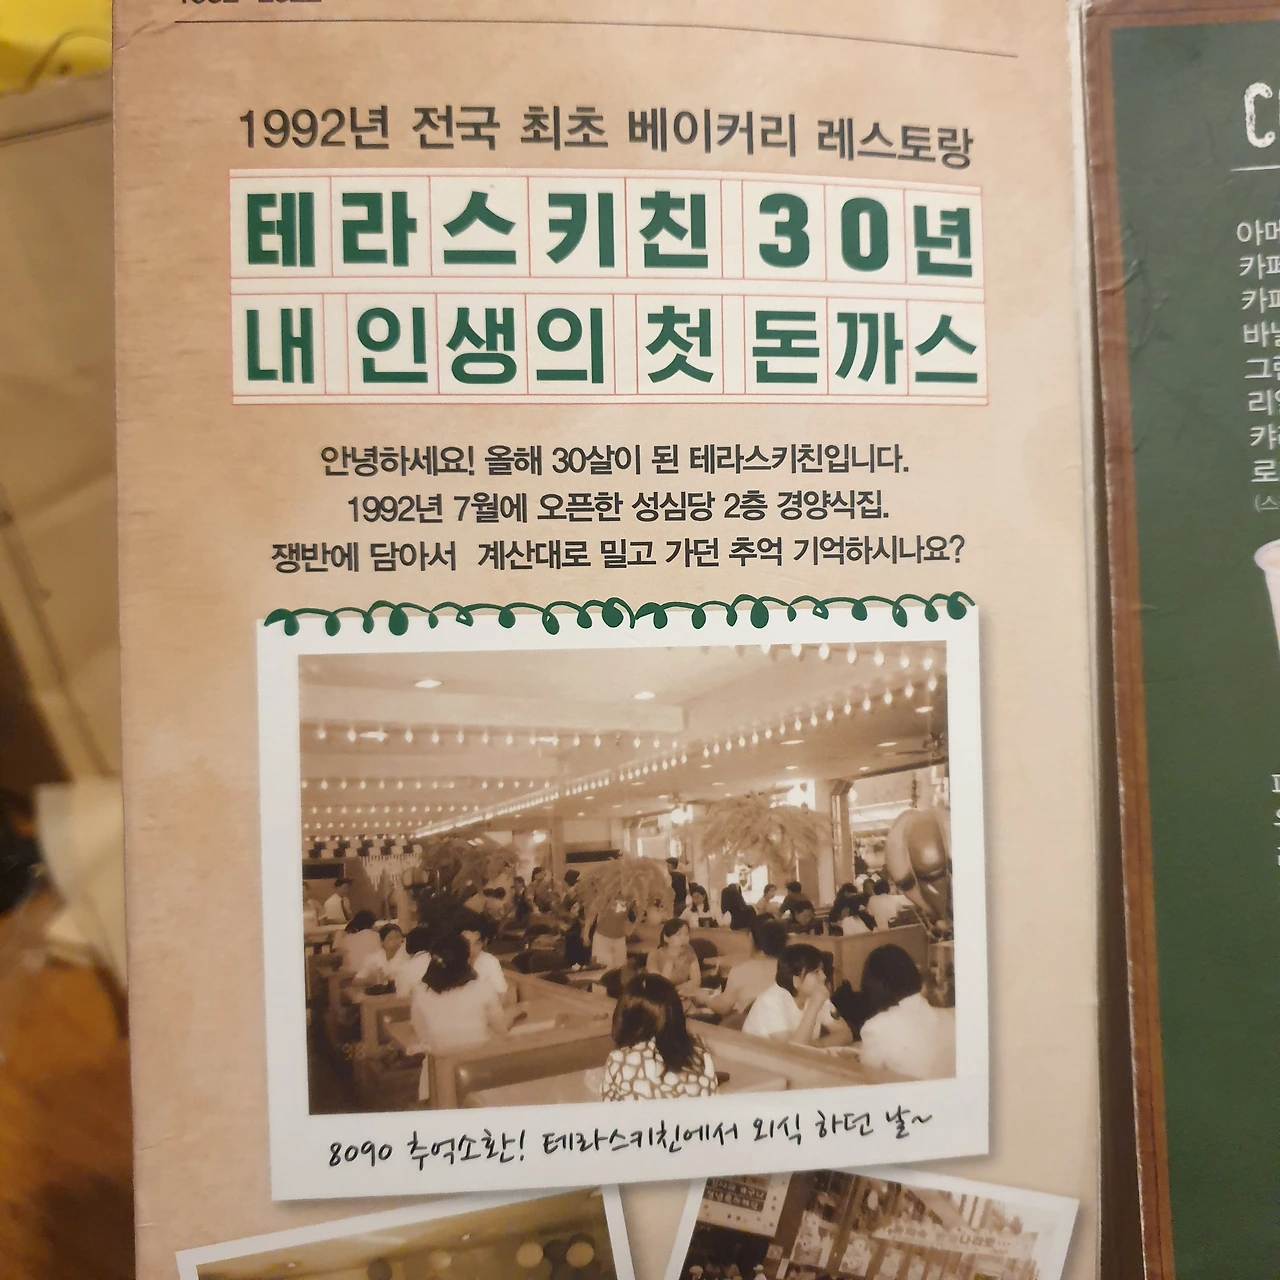 1992년 전국 최초 베이커리 레스토랑
테라스키친 30년
내 인생의 첫 돈까스
안녕하세요! 올해 30살이 된 테라스키친입니다.
1992년 7월에 오픈한 성심당 2층 경양식집.
쟁반에 담아서 계산대로 밀고 가던 추억 기억하시나요?
8090 추억소환! 테라스키친에서 외식 하던 날~